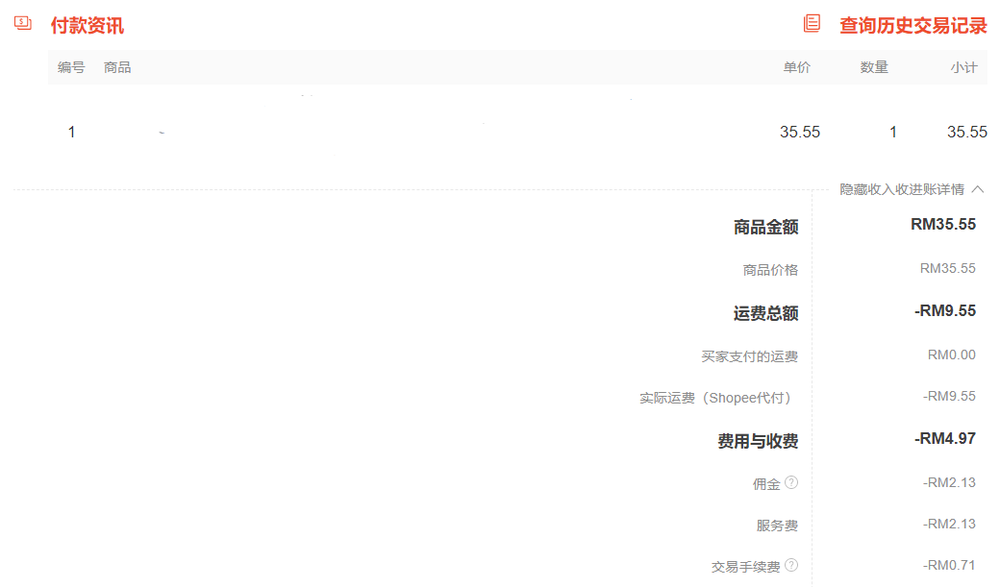 付款资讯 查询历史交易记录
编号 商品 单价 数量 小计
1 35.55 1 35.55
隐藏收入收进账详情
商品金额 RM35.55
商品价格 RM35.55
运费总额 -RM9.55
买家支付的运费 RM0.00
实际运费（Shopee代付） -RM9.55
费用与收费 -RM4.97
佣金 -RM2.13
服务费 -RM2.13
交易手续费 -RM0.71